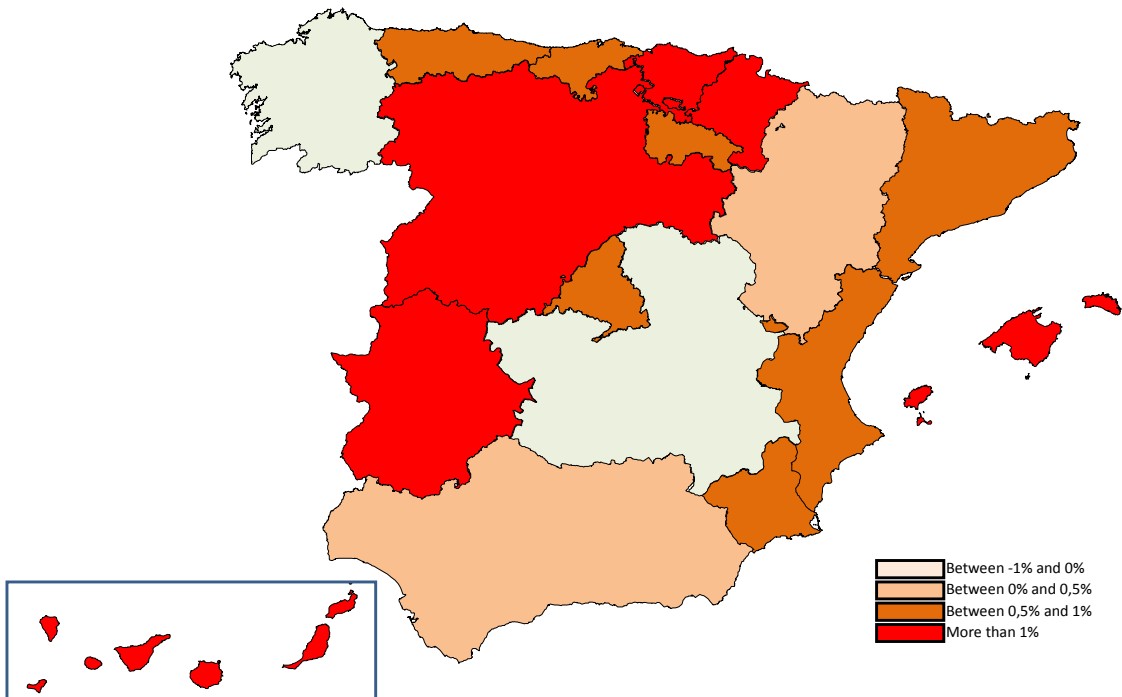 Between -1% and 0%
Between 0% and 0,5%
Between 0,5% and 1%
More than 1%